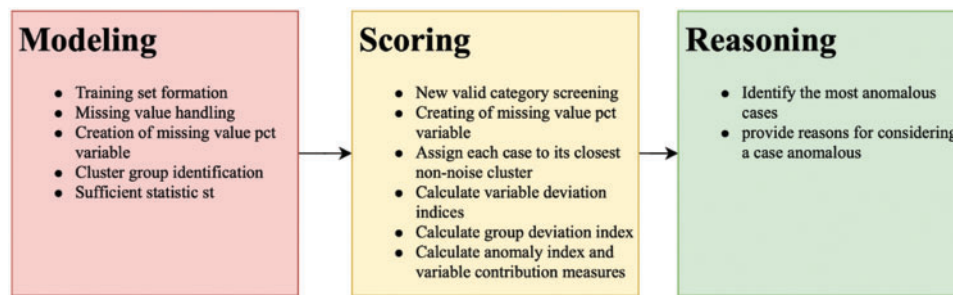 Modeling
● Training set formation
● Missing value handling
● Creation of missing value pct
variable
● Cluster group identification
● Sufficient statistic st
Scoring
● New valid category screening
● Creating of missing value pct
variable
● Assign each case to its closest
non-noise cluster
● Calculate variable deviation
indices
● Calculate group deviation index
● Calculate anomaly index and
variable contribution measures
Reasoning
● Identify the most anomalous
cases
● provide reasons for considering
a case anomalous